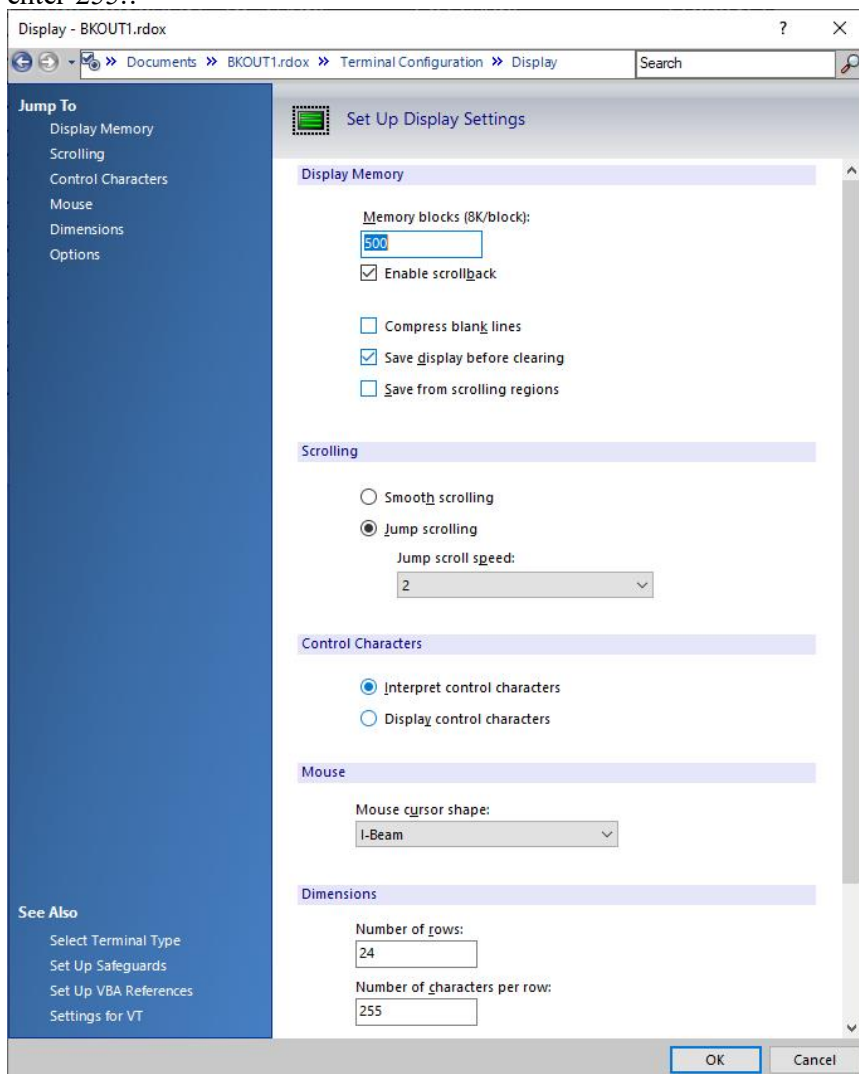 enter 255..
Display - BKOUT1.rdox ? ×
» Documents » BKOUT1.rdox » Terminal Configuration » Display Search
Jump To
Display Memory
Scrolling
Control Characters
Mouse
Dimensions
Options
Set Up Display Settings
Display Memory
Memory blocks (8K/block):
500
Enable scrollback
Compress blank lines
Save display before clearing
Save from scrolling regions
Scrolling
Smooth scrolling
Jump scrolling
Jump scroll speed:
2
Control Characters
Interpret control characters
Display control characters
Mouse
Mouse cursor shape:
I-Beam
Dimensions
Number of rows:
24
Number of characters per row:
255
See Also
Select Terminal Type
Set Up Safeguards
Set Up VBA References
Settings for VT
OK Cancel